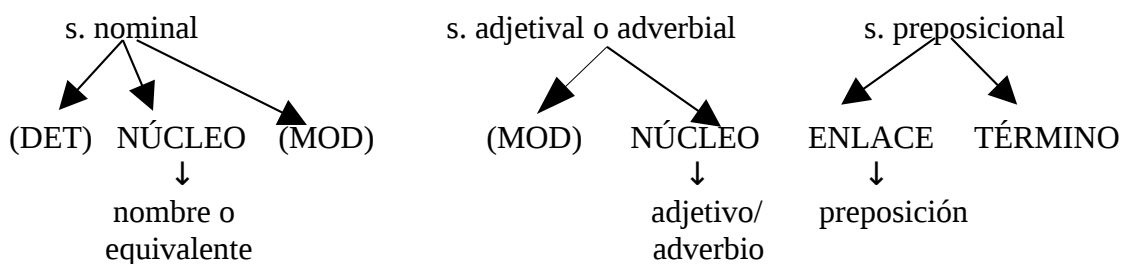 s. nominal s. adjetival o adverbial s. preposicional
(DET) NÚCLEO (MOD) (MOD) NÚCLEO ENLACE TÉRMINO
↓ ↓ ↓
nombre o adjetivo/ preposición
equivalente adverbio